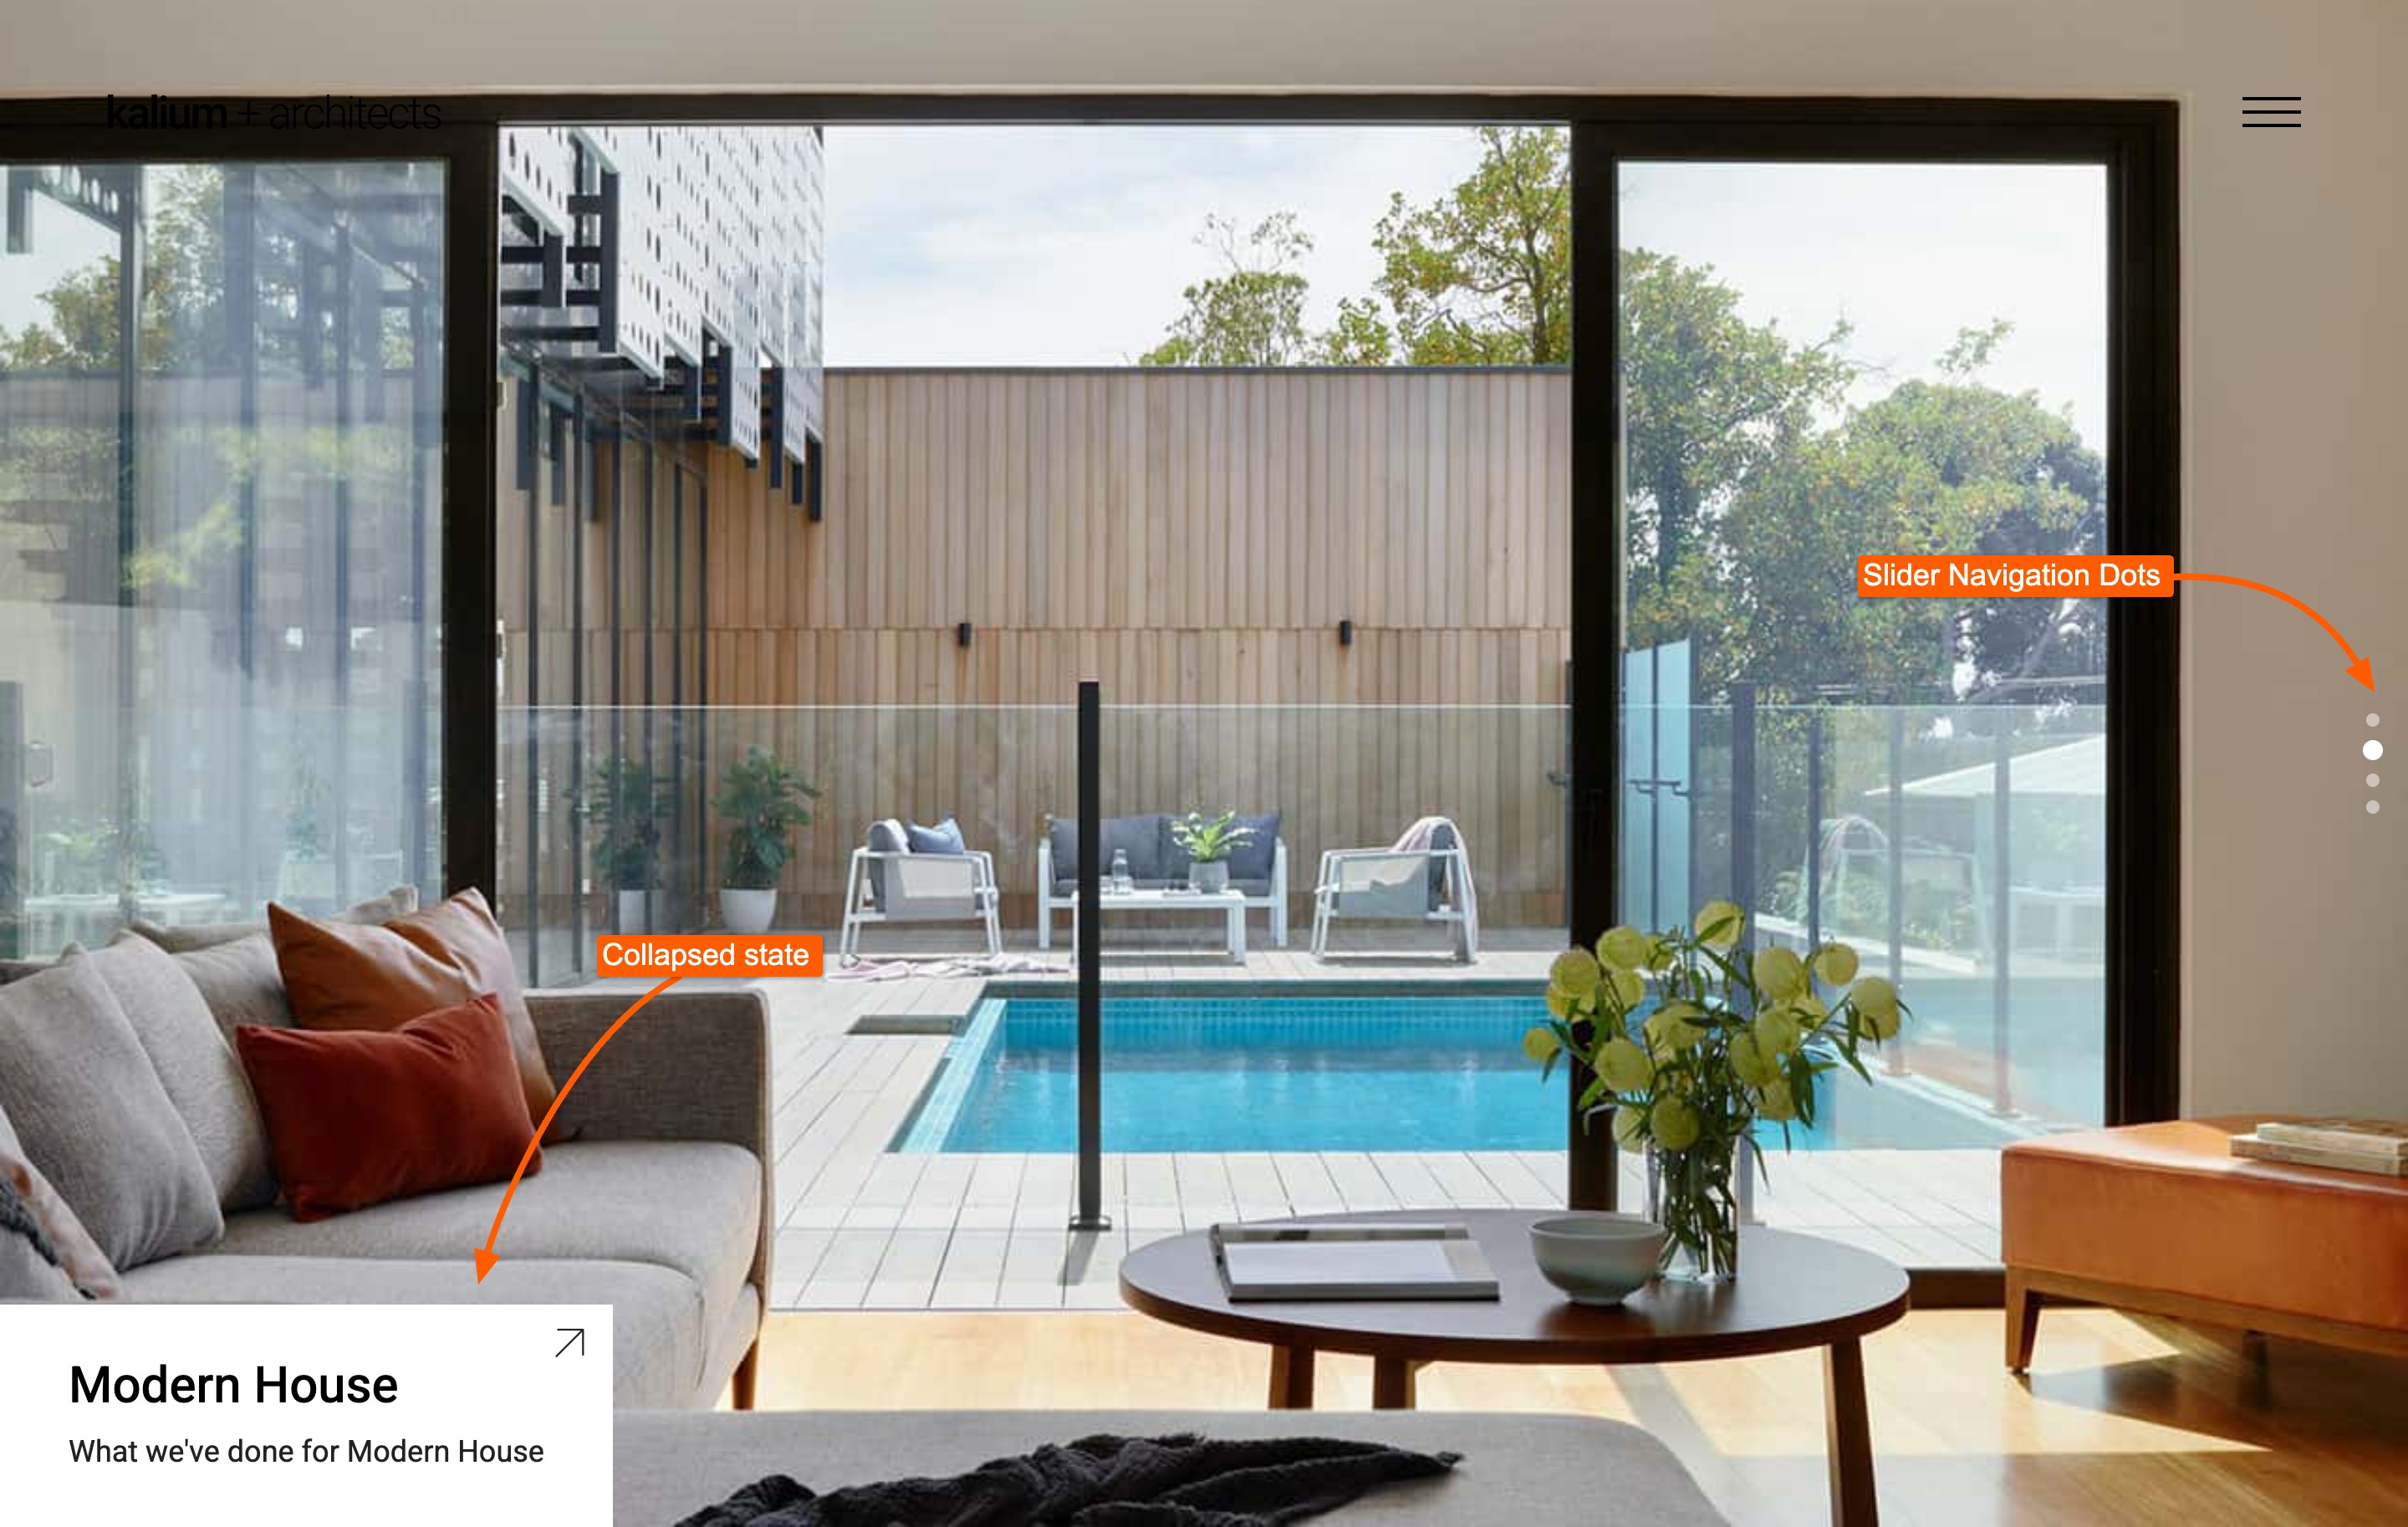 kalium + architects
Slider Navigation Dots
Collapsed state
Modern House
What we've done for Modern House